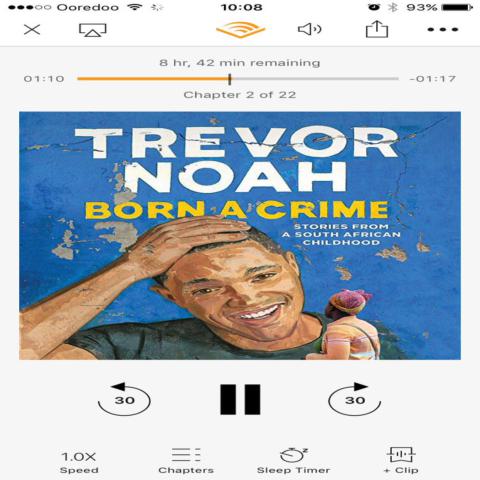 Ooredoo 10:08 93%
8 hr, 42 min remaining
01:10 -01:17
Chapter 2 of 22
TREVOR
NOAH
BORN A CRIME
STORIES FROM
A SOUTH AFRICAN
CHILDHOOD
30 30
1.0X
Speed Chapters Sleep Timer + Clip